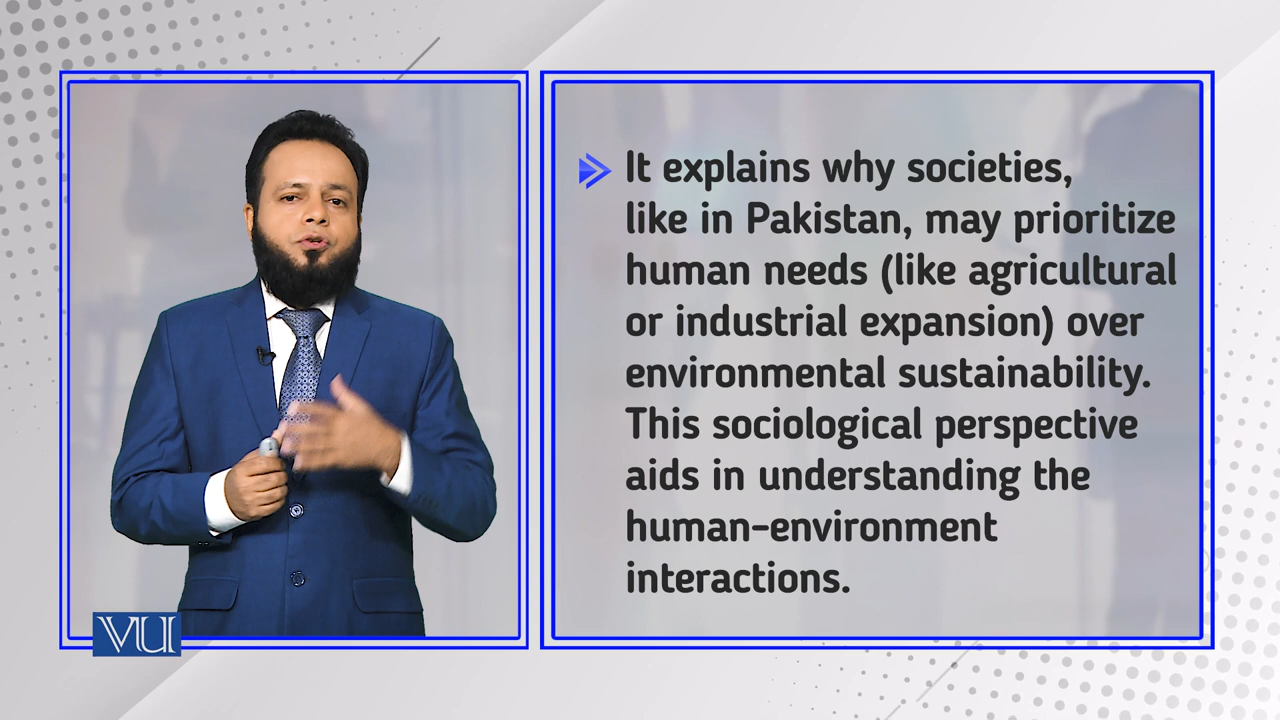 It explains why societies,
like in Pakistan, may prioritize
human needs (like agricultural
or industrial expansion) over
environmental sustainability.
This sociological perspective
aids in understanding the
human-environment
interactions.
VU